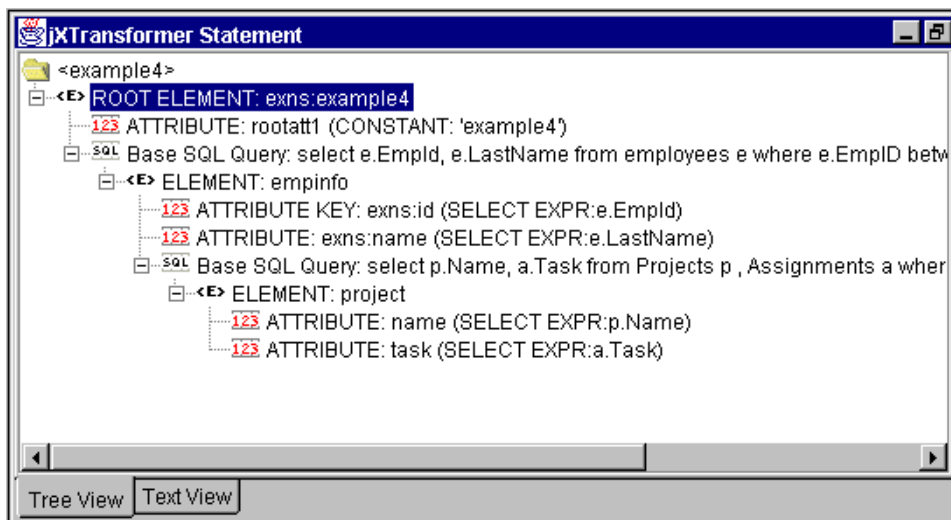 jXTransformer Statement
<example4>
<E> ROOT ELEMENT: exns:example4
123 ATTRIBUTE: rootatt1 (CONSTANT: 'example4')
SQL Base SQL Query: select e.EmpId, e.LastName from employees e where e.EmpID betw
<E> ELEMENT: empinfo
123 ATTRIBUTE KEY: exns:id (SELECT EXPR:e.EmpId)
123 ATTRIBUTE: exns:name (SELECT EXPR:e.LastName)
SQL Base SQL Query: select p.Name, a.Task from Projects p , Assignments a wher
<E> ELEMENT: project
123 ATTRIBUTE: name (SELECT EXPR:p.Name)
123 ATTRIBUTE: task (SELECT EXPR:a.Task)
Tree View Text View